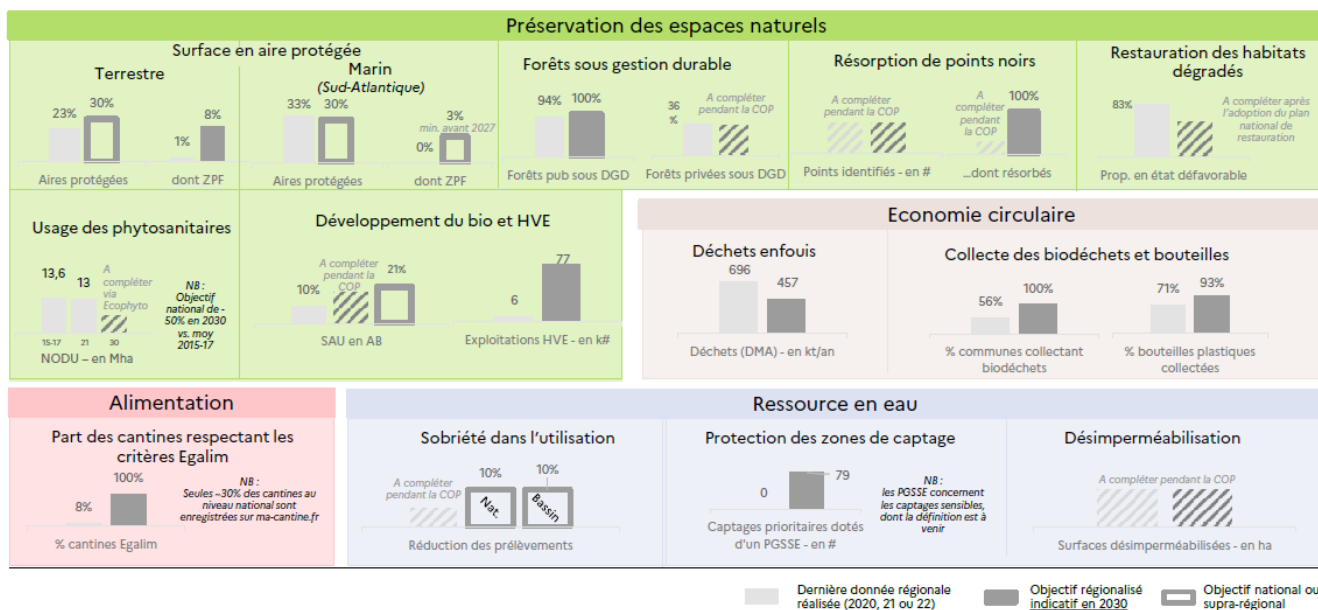 Préservation des espaces naturels
Surface en aire protégée
Terrestre
23%
30%
1%
8%
Aires protégées
dont ZPF
Marin
(Sud-Atlantique)
33%
30%
0%
3%
min. avant 2027
Aires protégées
dont ZPF
Forêts sous gestion durable
94%
100%
Forêts pub sous DGD
36
%
A compléter
pendant la COP
Forêts privées sous DGD
Résorption de points noirs
A compléter
pendant la COP
Points identifiés - en #
A
compléter
pendant
la COP
100%
...dont résorbés
Restauration des habitats
dégradés
83%
A compléter après
l'adoption du plan
national de
restauration
Prop. en état défavorable
Usage des phytosanitaires
13,6
13
A
compléter
via
Ecophyto
15-17
21
30
NODU – en Mha
NB :
Objectif
national de -
50% en 2030
vs. moy
2015-17
Développement du bio et HVE
10%
A compléter
pendant la
COP
21%
SAU en AB
6
77
Exploitations HVE - en k#
Economie circulaire
Déchets enfouis
696
457
Déchets (DMA) - en kt/an
Collecte des biodéchets et bouteilles
56%
100%
% communes collectant
biodéchets
71%
93%
% bouteilles plastiques
collectées
Alimentation
Part des cantines respectant les
critères Egalim
8%
100%
% cantines Egalim
NB :
Seules ~30% des cantines au
niveau national sont
enregistrées sur ma-cantine.fr
Ressource en eau
Sobriété dans l'utilisation
A compléter
pendant la COP
10%
Nat.
10%
Bassin
Réduction des prélèvements
Protection des zones de captage
0
79
Captages prioritaires dotés
d'un PGSSE - en #
NB :
les PGSSE concernent
les captages sensibles,
dont la définition est à
venir
Désimperméabilisation
A compléter pendant la COP
Surfaces désimperméabilisées - en ha
Dernière donnée régionale
réalisée (2020, 21 ou 22)
Objectif régionalisé
indicatif en 2030
Objectif national ou
supra-régional